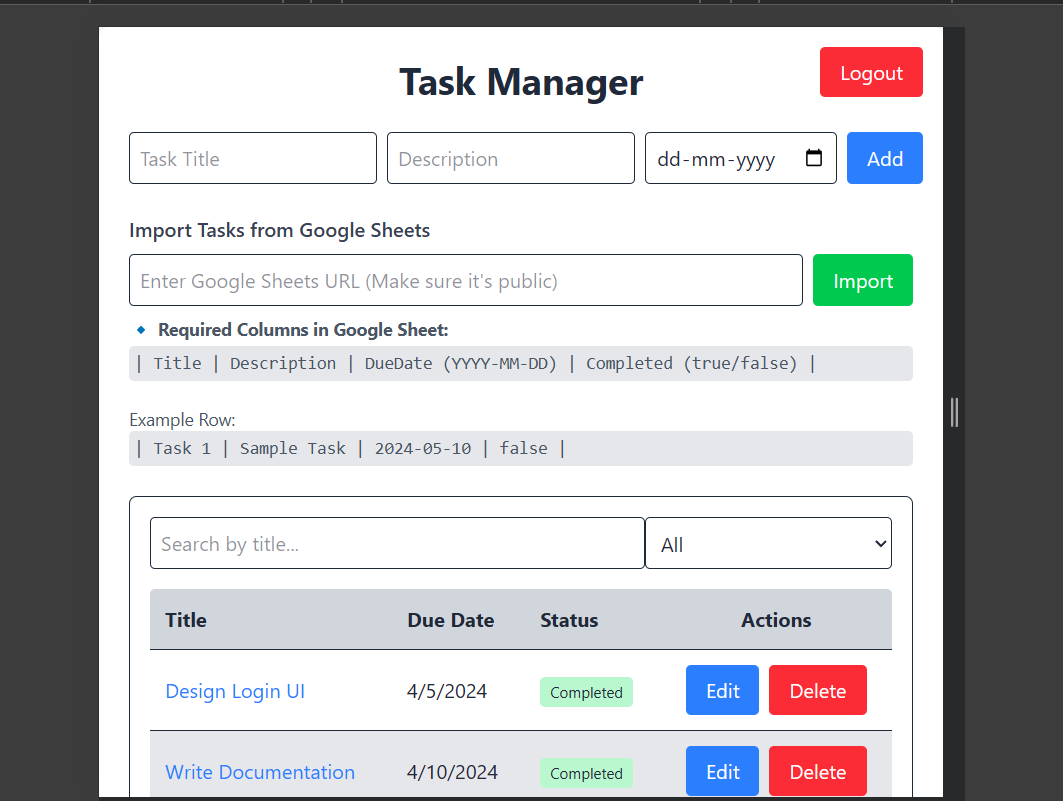 Task Manager
Logout
Task Title
Description
dd-mm-yyyy
Add
Import Tasks from Google Sheets
Enter Google Sheets URL (Make sure it's public)
Import
Required Columns in Google Sheet:
| Title | Description | DueDate (YYYY-MM-DD) | Completed (true/false) |
Example Row:
| Task 1 | Sample Task | 2024-05-10 | false |
Search by title...
All
Title Due Date Status Actions
Design Login UI 4/5/2024 Completed Edit Delete
Write Documentation 4/10/2024 Completed Edit Delete